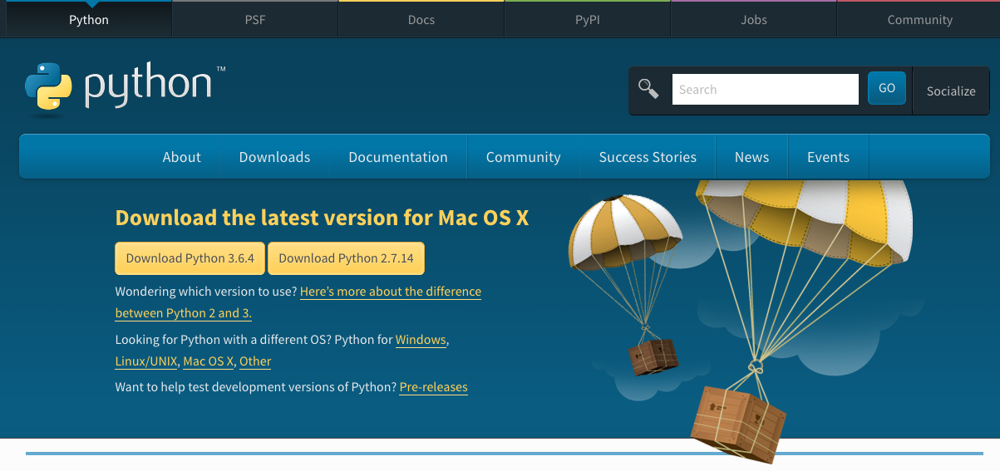 Python PSF Docs PyPI Jobs Community
python™
Search GO Socialize
About Downloads Documentation Community Success Stories News Events
Download the latest version for Mac OS X
Download Python 3.6.4 Download Python 2.7.14
Wondering which version to use? Here’s more about the difference
between Python 2 and 3.
Looking for Python with a different OS? Python for Windows,
Linux/UNIX, Mac OS X, Other
Want to help test development versions of Python? Pre-releases